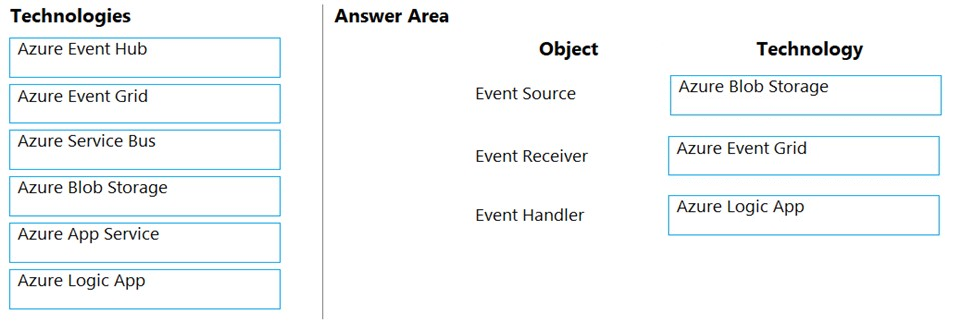 Technologies
Azure Event Hub
Azure Event Grid
Azure Service Bus
Azure Blob Storage
Azure App Service
Azure Logic App
Answer Area
Object Technology
Event Source Azure Blob Storage
Event Receiver Azure Event Grid
Event Handler Azure Logic App